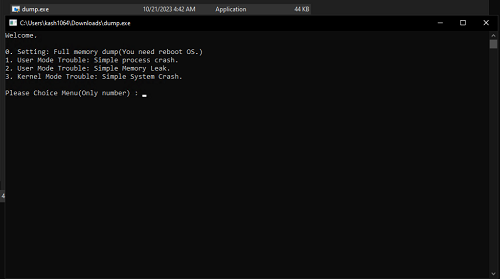 dump.exe 10/21/2023 4:42 AM Application 44 KB
C:\Users\kash1064\Downloads\dump.exe
Welcome.
0. Setting: Full memory dump(You need reboot OS.)
1. User Mode Trouble: Simple process crash.
2. User Mode Trouble: Simple Memory Leak.
3. Kernel Mode Trouble: Simple System Crash.
Please Choice Menu(Only number) :
4